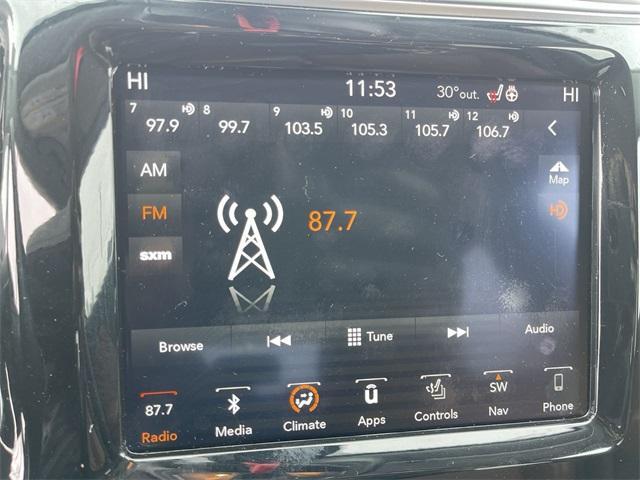 HI 11:53 30°out. HI
7 8 9 10 11 12
97.9 99.7 103.5 105.3 105.7 106.7
AM
Map
FM 87.7
sxm
Browse Tune Audio
87.7 SW
Radio Media Climate Apps Controls Nav Phone